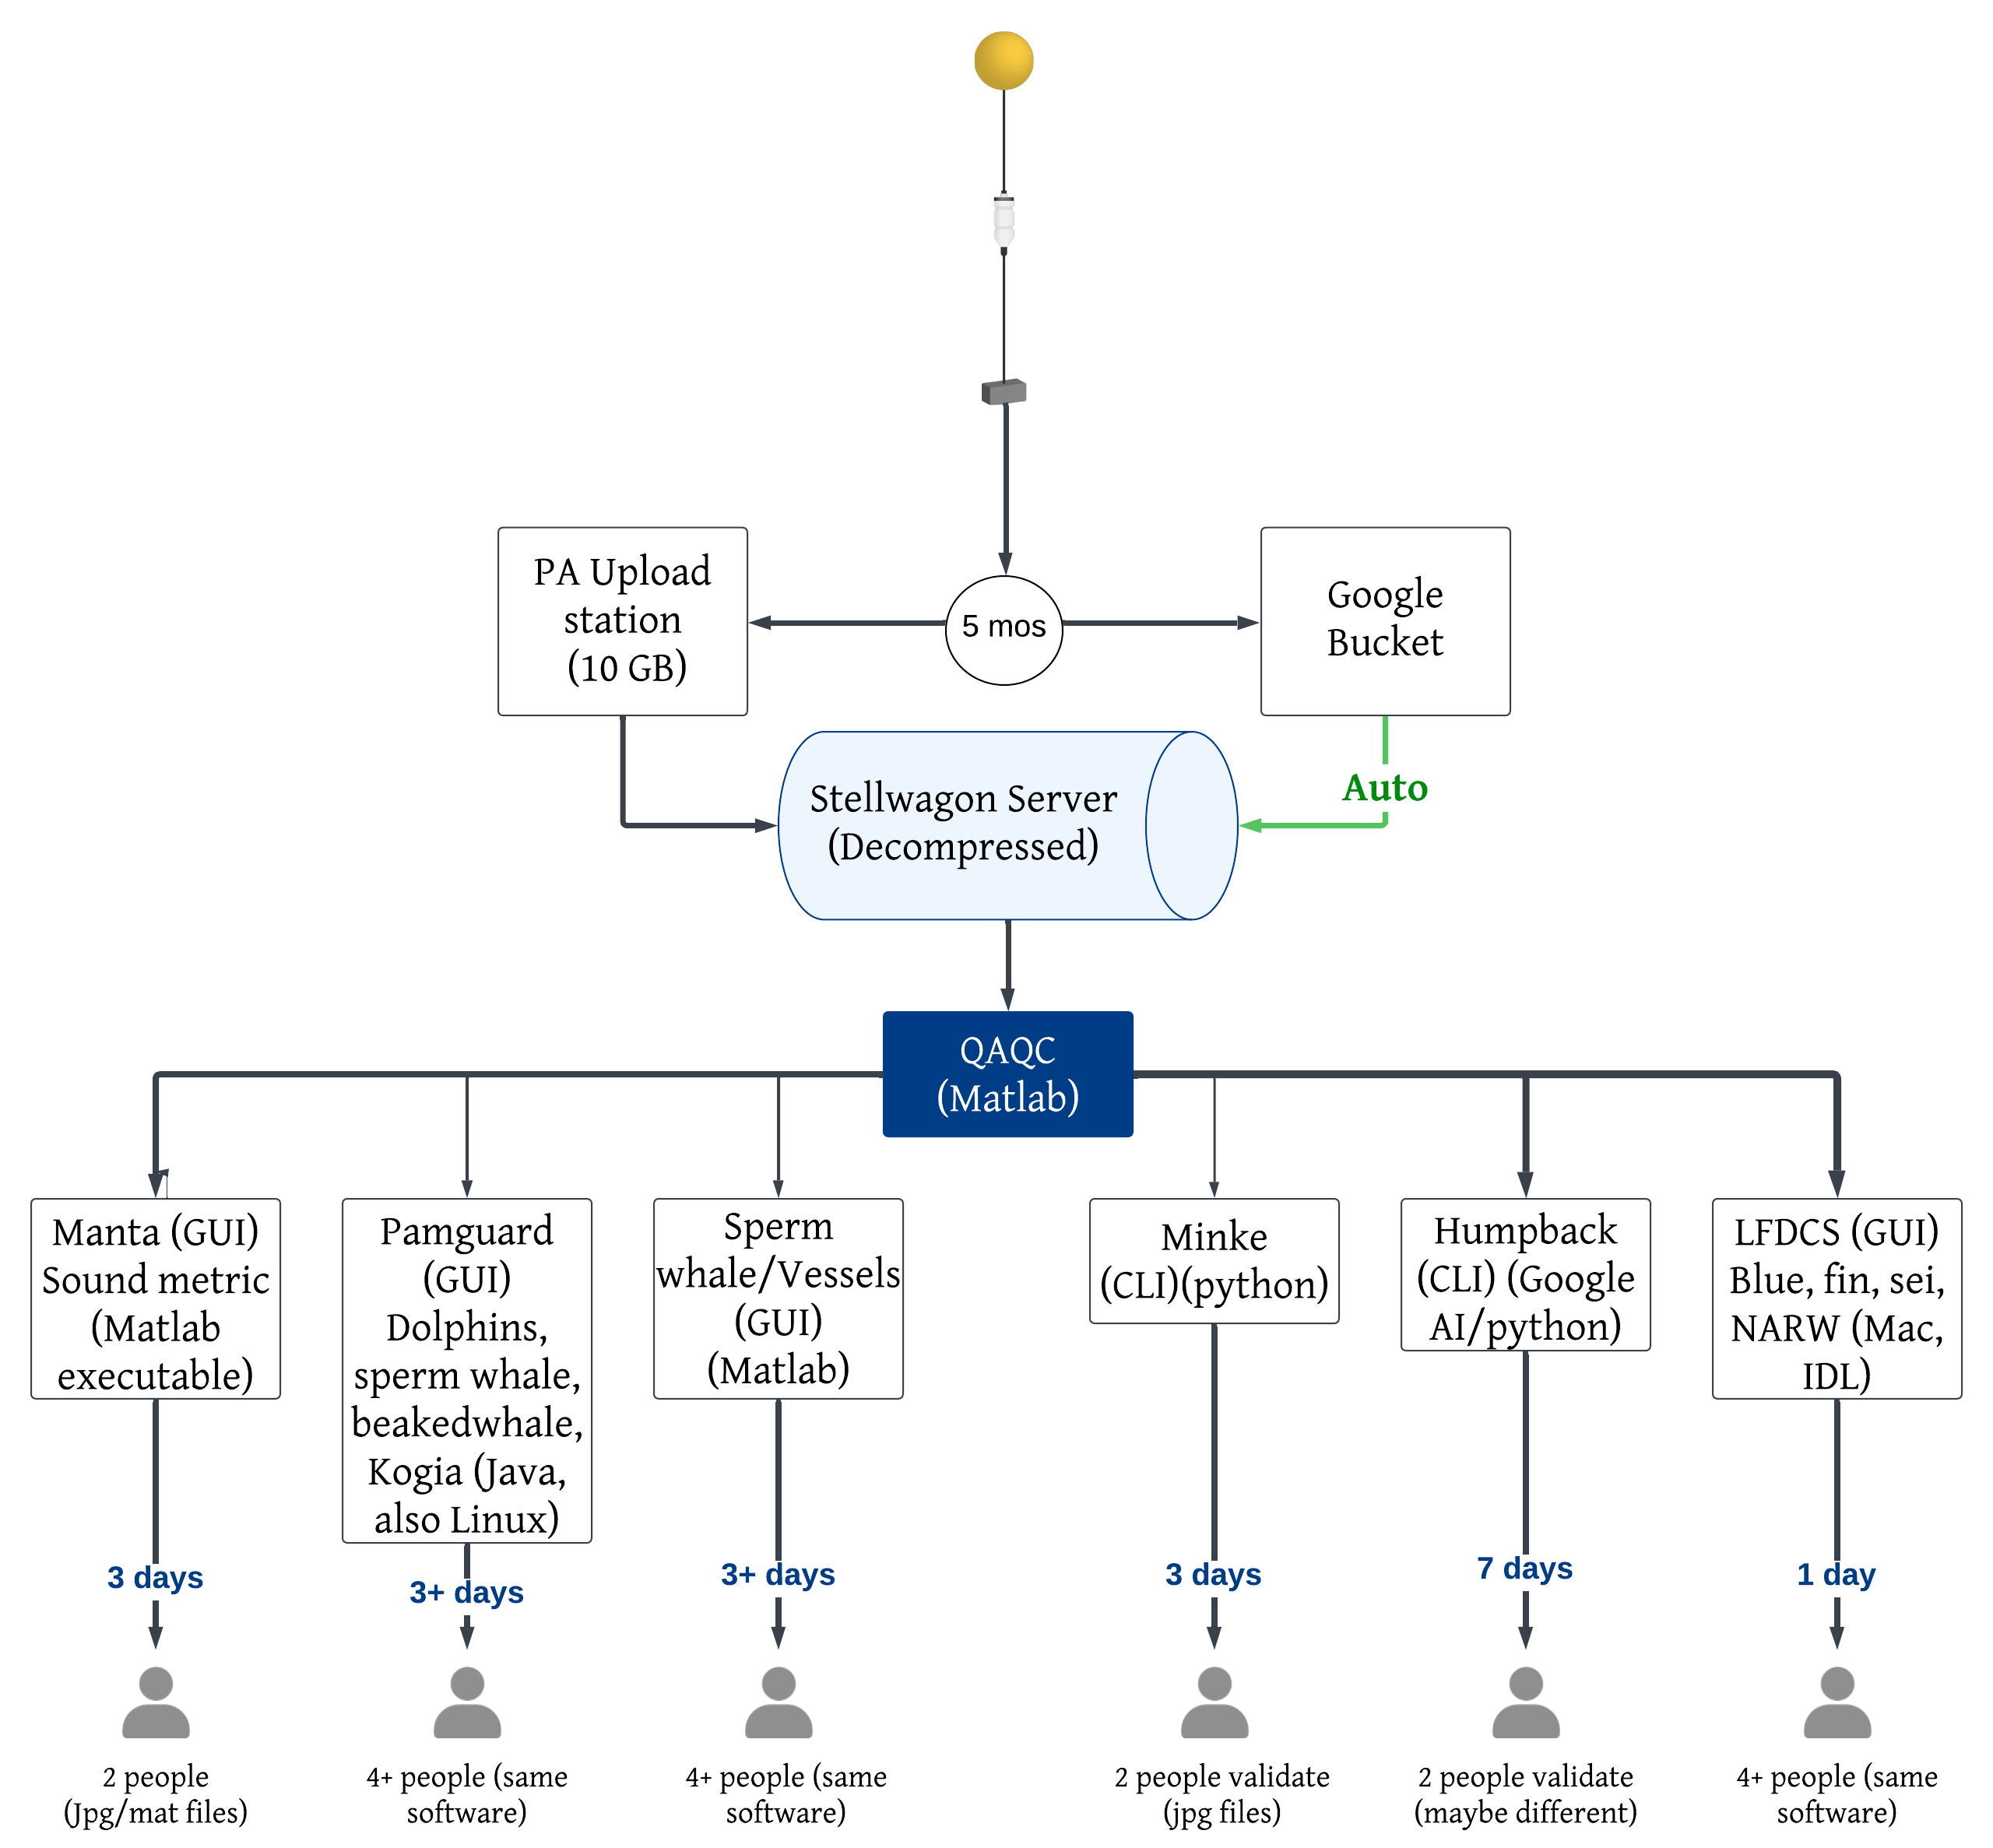 PA Upload
station
(10 GB)
5 mos
Google
Bucket
Auto
Stellwagon Server
(Decompressed)
QAQC
(Matlab)
Manta (GUI)
Sound metric
(Matlab
executable)
Pamguard
(GUI)
Dolphins,
sperm whale,
beakedwhale,
Kogia (Java,
also Linux)
Sperm
whale/Vessels
(GUI)
(Matlab)
Minke
(CLI)(python)
Humpback
(CLI) (Google
AI/python)
LFDCS (GUI)
Blue, fin, sei,
NARW (Mac,
IDL)
3 days
3+ days
3+ days
3 days
7 days
1 day
2 people
(Jpg/mat files)
4+ people (same
software)
4+ people (same
software)
2 people validate
(jpg files)
2 people validate
(maybe different)
4+ people (same
software)